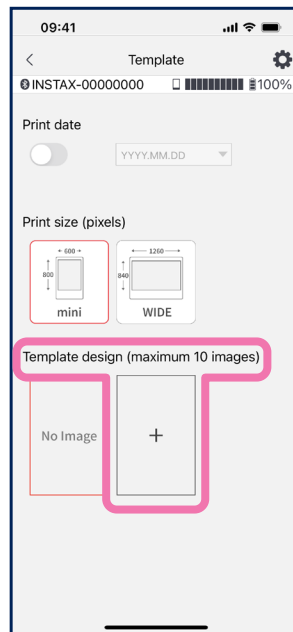 09:41
< Template
INSTAX-00000000 100%
Print date
YYYY.MM.DD
Print size (pixels)
600 1260
800 840
mini WIDE
Template design (maximum 10 images)
No Image +